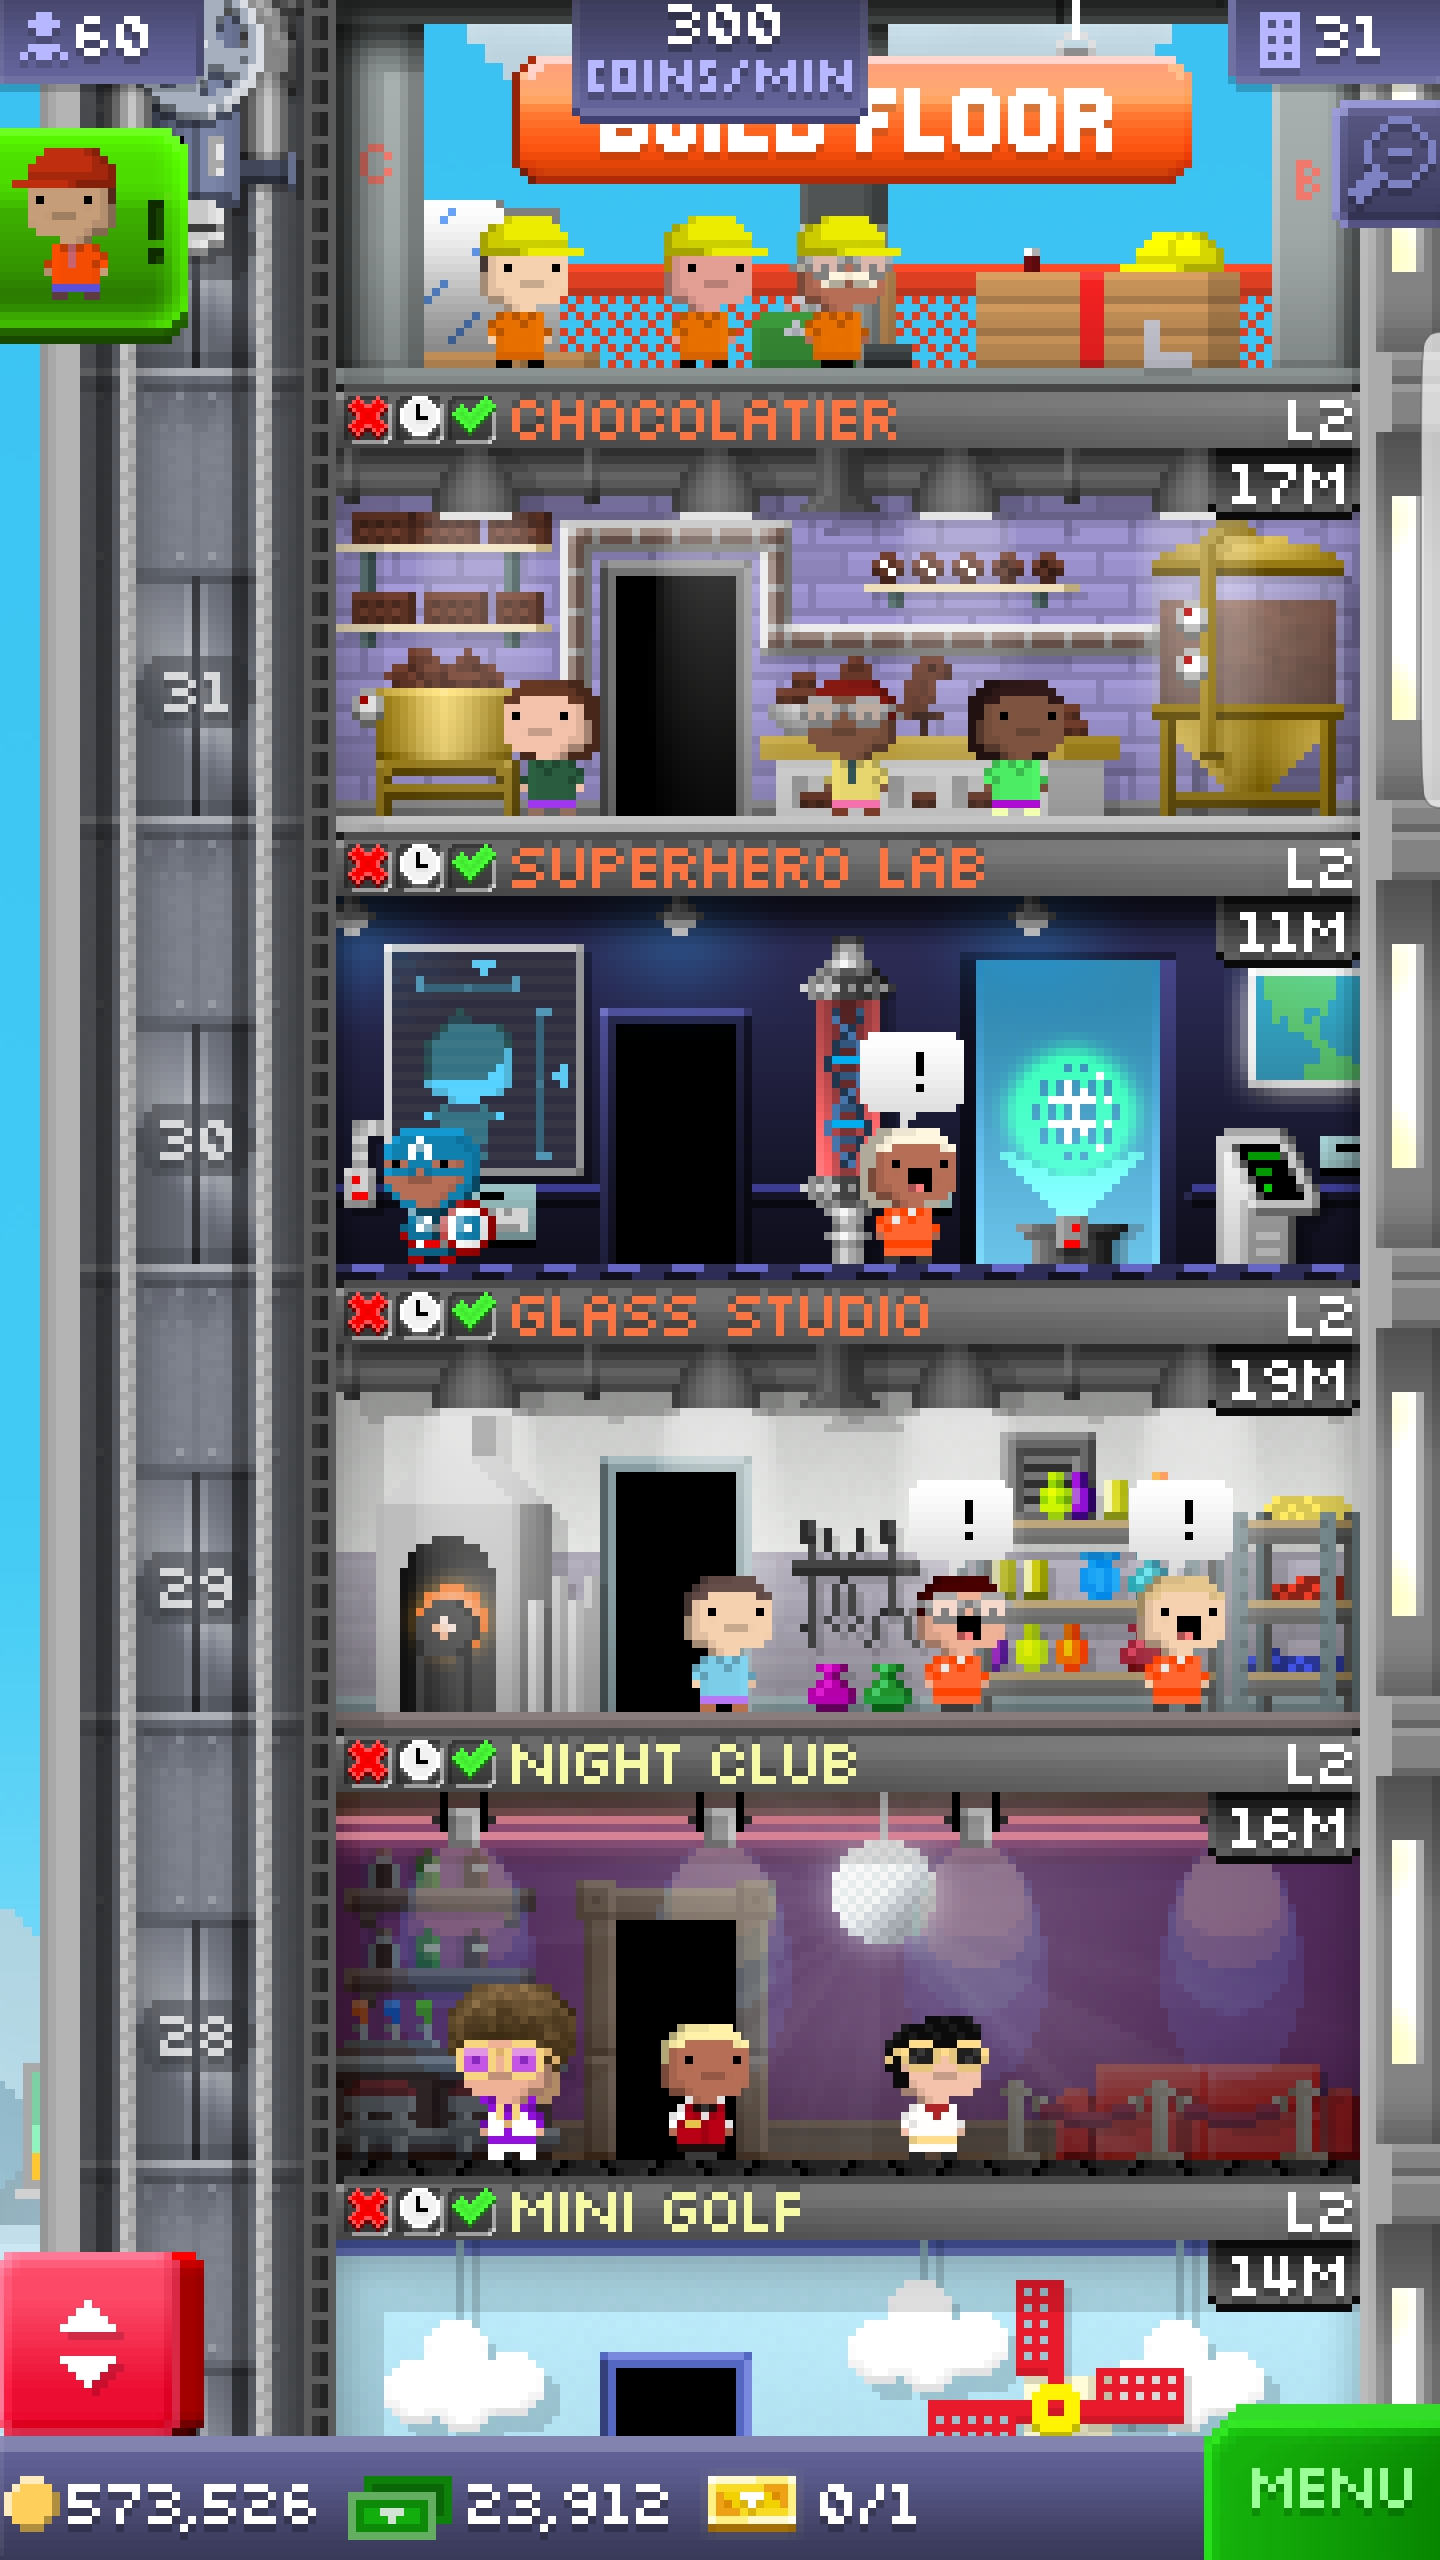 60
300
COINS/MIN
31
BUILD FLOOR
C
B
!
CHOCOLATIER L2
17M
31
SUPERHERO LAB L2
11M
!
A
30
GLASS STUDIO L2
19M
! !
29
NIGHT CLUB L2
16M
28
MINI GOLF L2
14M
573,526 23,912 0/1
MENU